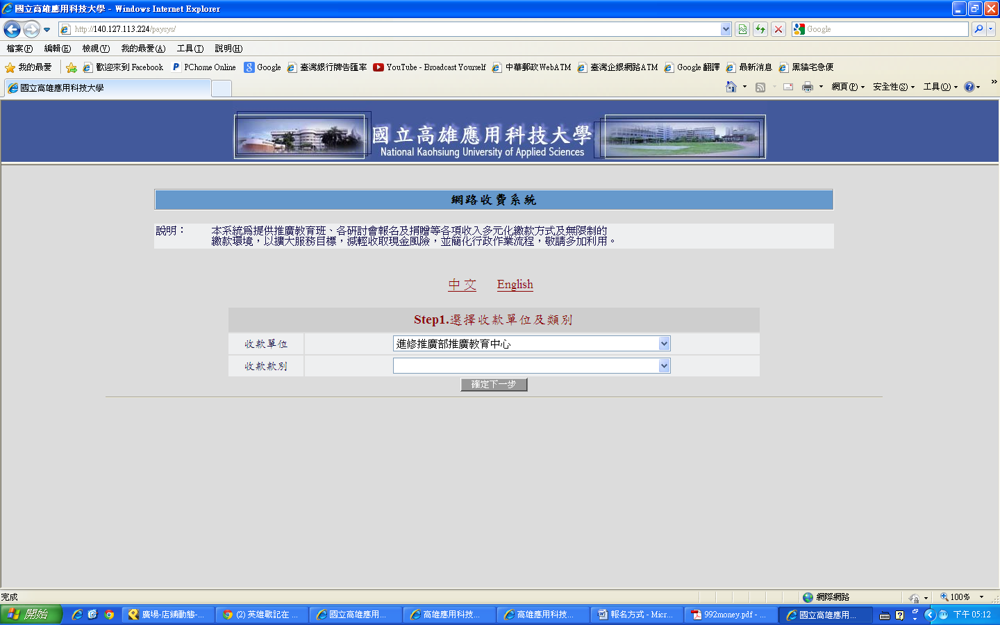 國立高雄應用科技大學 - Windows Internet Explorer
http://140.127.113.224/paysys/
Google
檔案(F) 編輯(E) 檢視(V) 我的最愛(A) 工具(T) 說明(H)
我的最愛 歡迎來到 Facebook PChome Online Google 臺灣銀行牌告匯率 YouTube - Broadcast Yourself 中華郵政WebATM 臺灣企銀網路ATM Google 翻譯 最新消息 黑貓宅急便
國立高雄應用科技大學 網頁(P) 安全性(S) 工具(O) »
國立高雄應用科技大學
National Kaohsiung University of Applied Sciences
網路收費系統
說明： 本系統為提供推廣教育班、各研討會報名及捐贈等各項收入多元化繳款方式及無限制的
繳款環境，以擴大服務目標，減輕收取現金風險，並簡化行政作業流程，敬請多加利用。
中 文 English
Step1.選擇收款單位及類別
收款單位 進修推廣部推廣教育中心
收款款別
確定下一步
完成 網際網路 100%
開始 廣場-店鋪動態-... (2) 英雄戰記在 ... 國立高雄應用... 高雄應用科技... 高雄應用科技... 報名方式 - Micr... 992money.pdf - ... 國立高雄應用... 下午 05:12